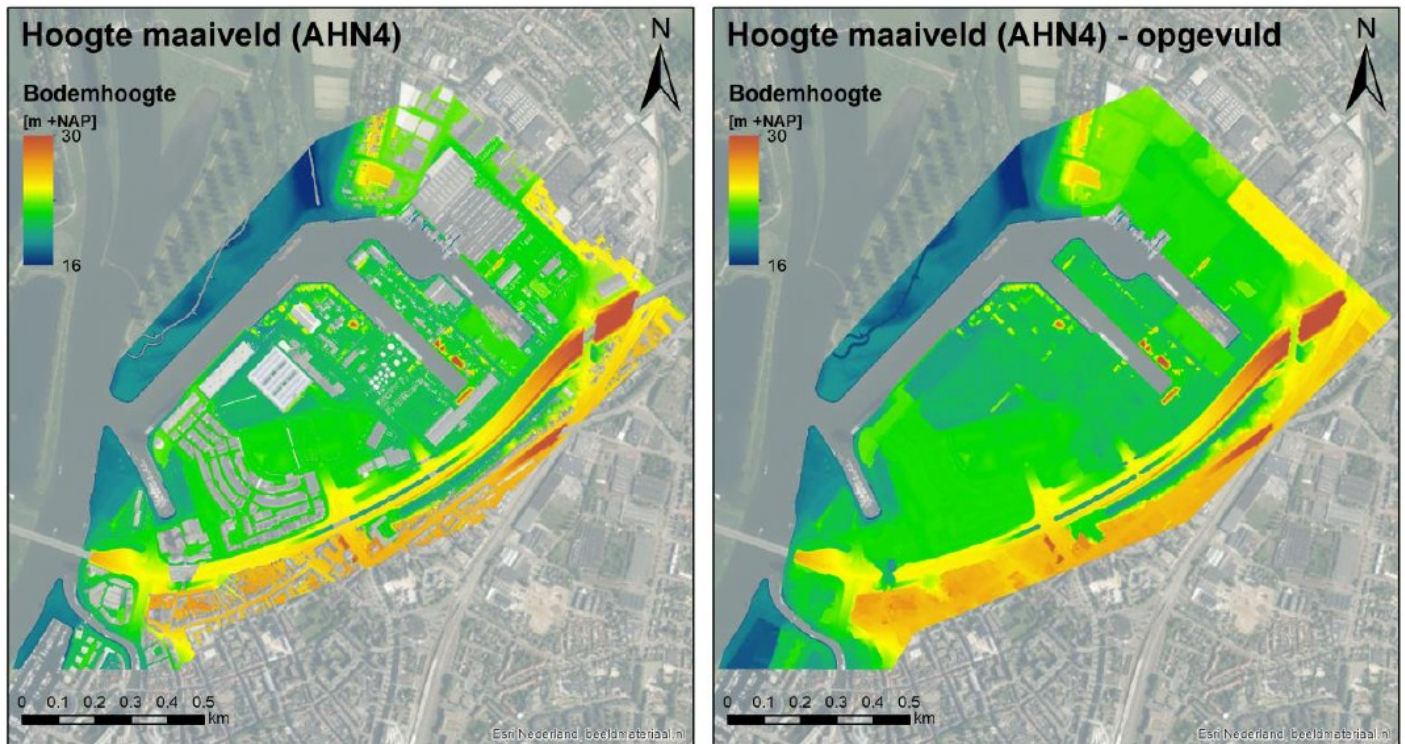 Hoogte maaiveld (AHN4)
N
Bodemhoogte
[m +NAP]
30
16
0 0.1 0.2 0.3 0.4 0.5
km
Esri Nederland, beeldmateriaal.nl
Hoogte maaiveld (AHN4) - opgevuld
N
Bodemhoogte
[m +NAP]
30
16
0 0.1 0.2 0.3 0.4 0.5
km
Esri Nederland, beeldmateriaal.nl